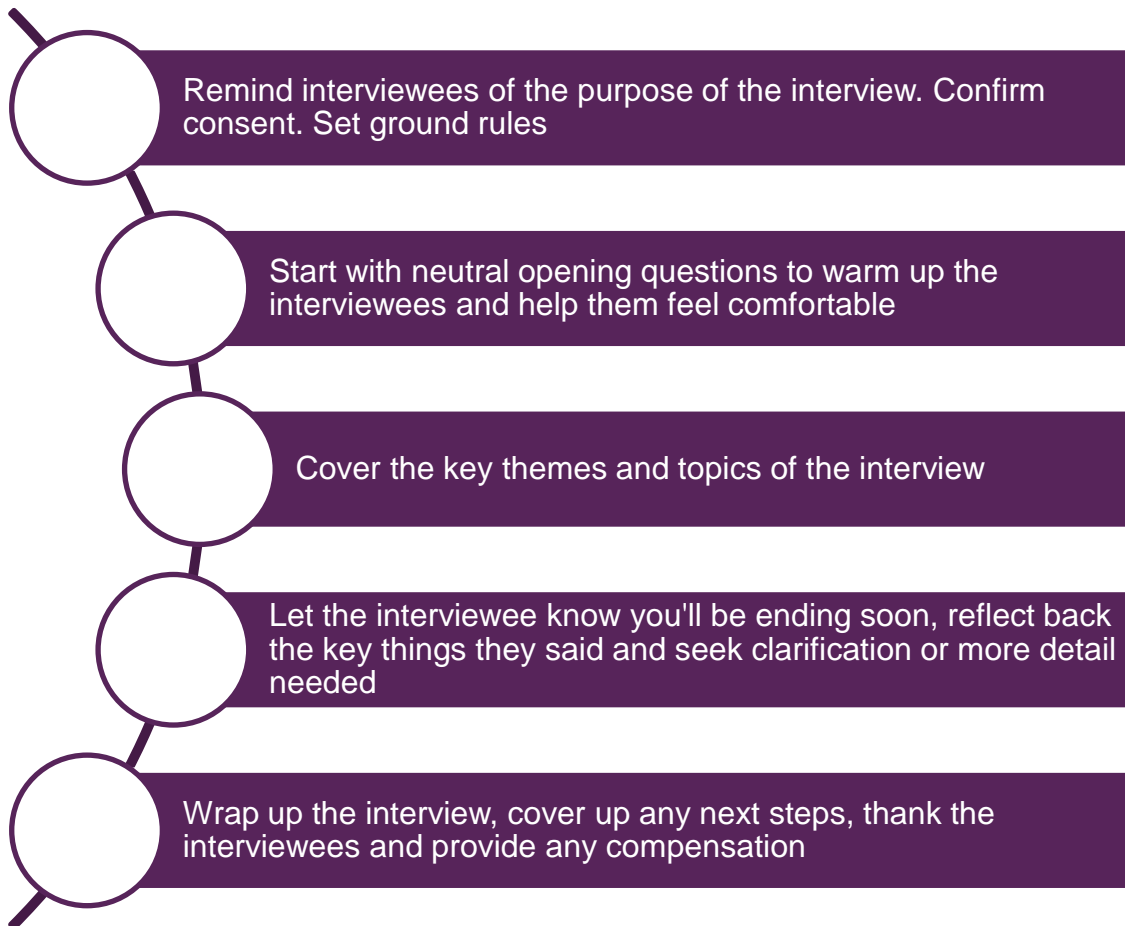 Remind interviewees of the purpose of the interview. Confirm
consent. Set ground rules
Start with neutral opening questions to warm up the
interviewees and help them feel comfortable
Cover the key themes and topics of the interview
Let the interviewee know you'll be ending soon, reflect back
the key things they said and seek clarification or more detail
needed
Wrap up the interview, cover up any next steps, thank the
interviewees and provide any compensation